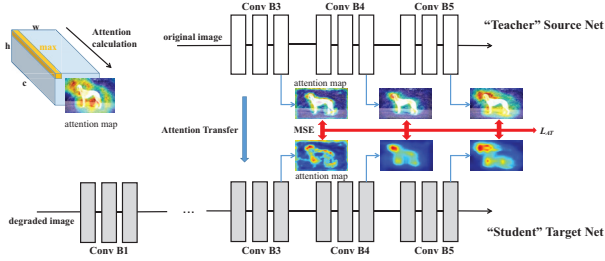 Attention
calculation
w
h
max
c
attention map
original image
Conv B3
Conv B4
Conv B5
“Teacher” Source Net
attention map
Attention Transfer
MSE
L_AT
attention map
degraded image
...
Conv B1
Conv B3
Conv B4
Conv B5
“Student” Target Net